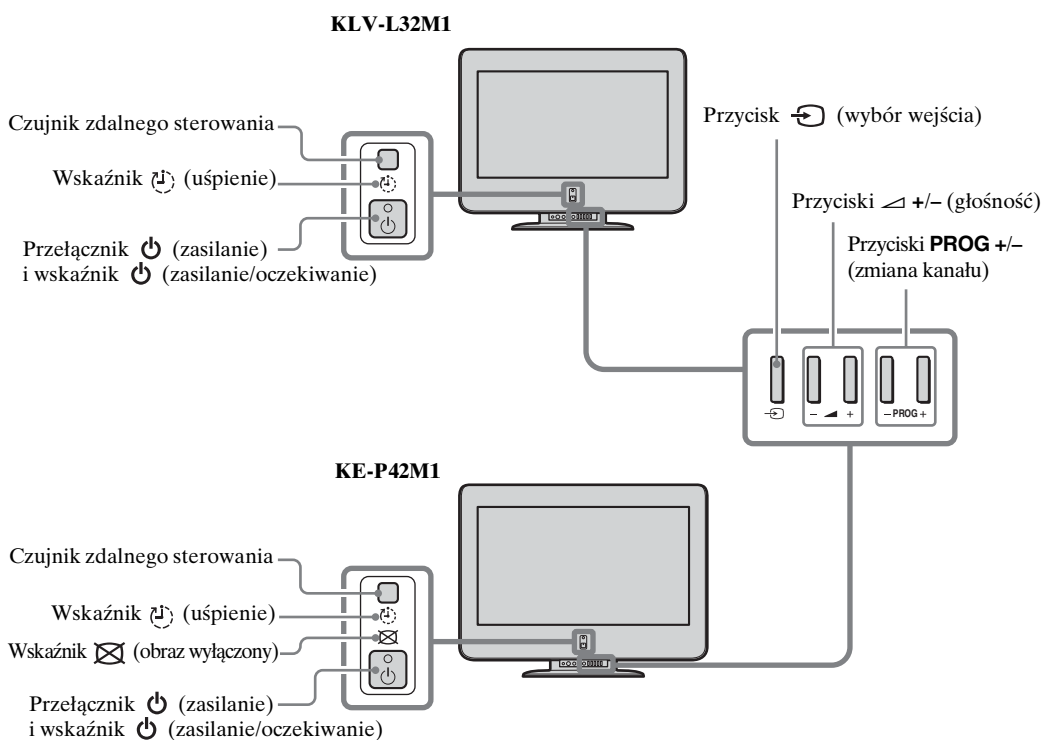 KLV-L32M1
Czujnik zdalnego sterowania
Wskaźnik (uśpienie)
Przełącznik (zasilanie)
i wskaźnik (zasilanie/oczekiwanie)
Przycisk (wybór wejścia)
Przyciski +/– (głośność)
Przyciski PROG +/–
(zmiana kanału)
– +
– PROG +
KE-P42M1
Czujnik zdalnego sterowania
Wskaźnik (uśpienie)
Wskaźnik (obraz wyłączony)
Przełącznik (zasilanie)
i wskaźnik (zasilanie/oczekiwanie)